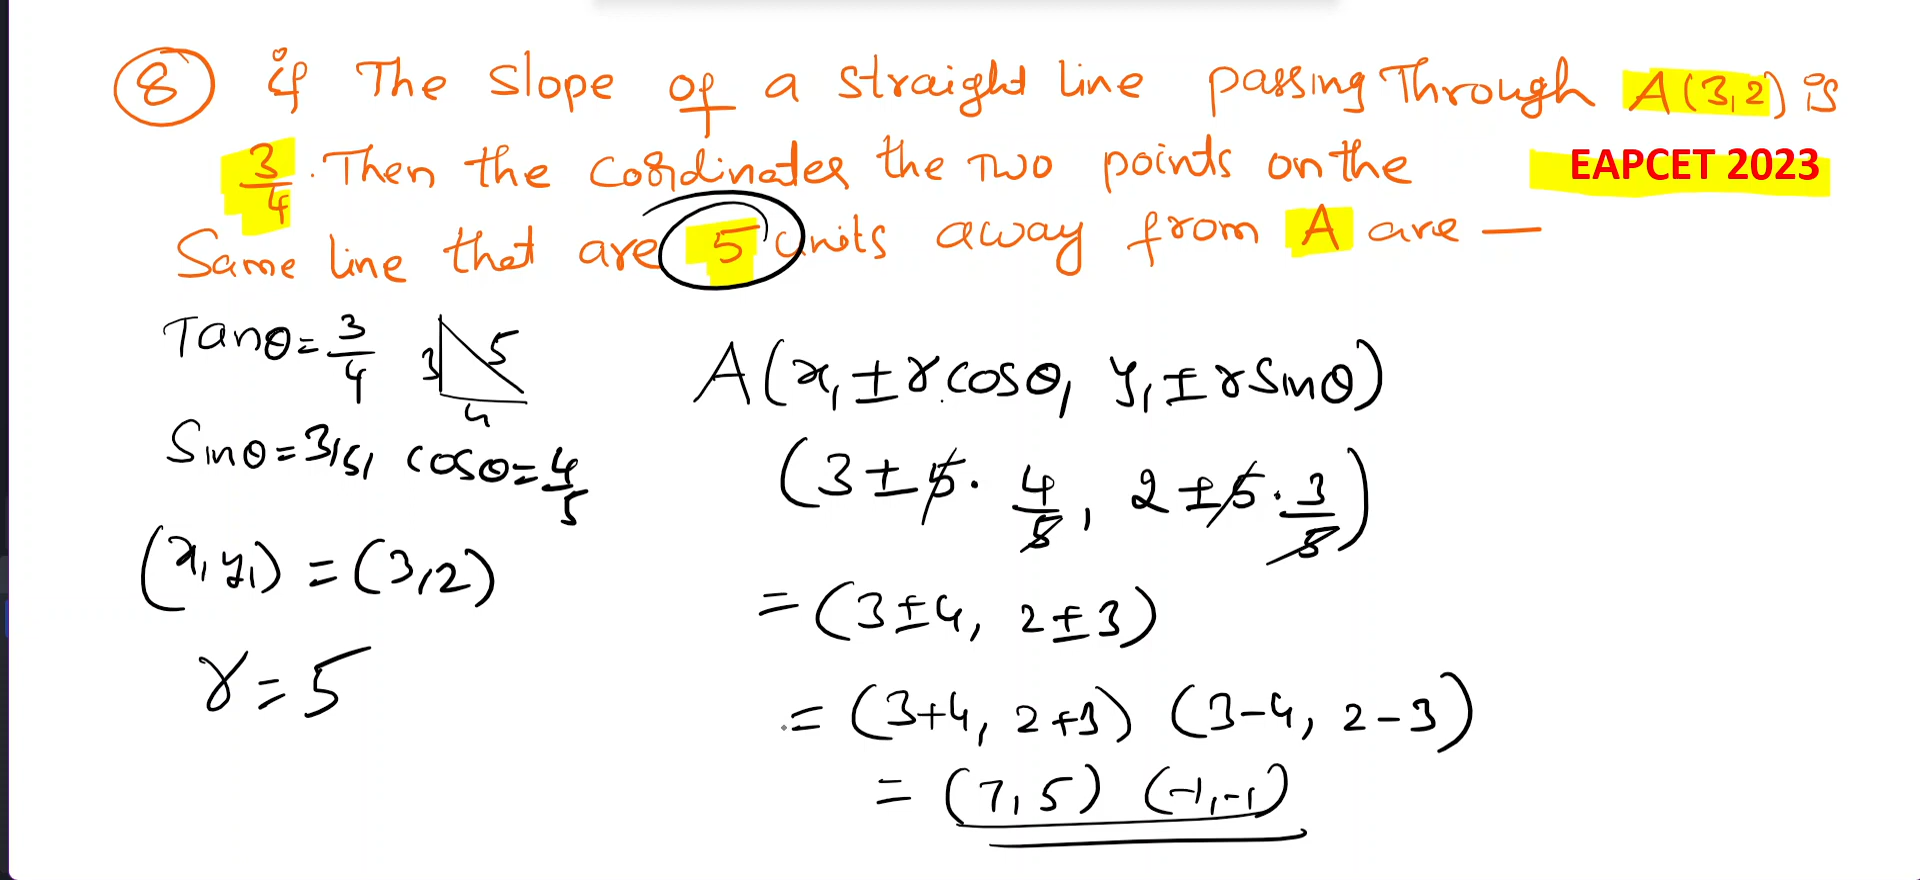 8 if The slope of a straight line passing Through A(3,2) is
3/4. Then the coordinates the Two points on the
EAPCET 2023
Same line that are 5 units away from A are —
Tanθ = 3/4
3 5
4
Sinθ = 3/5, cosθ = 4/5
(x₁ y₁) = (3,2)
r = 5
A(x₁ ± r cosθ, y₁ ± r Sinθ)
(3 ± 5 · 4/5, 2 ± 5 · 3/5)
= (3 ± 4, 2 ± 3)
= (3+4, 2+3) (3-4, 2-3)
= (7,5) (-1,-1)